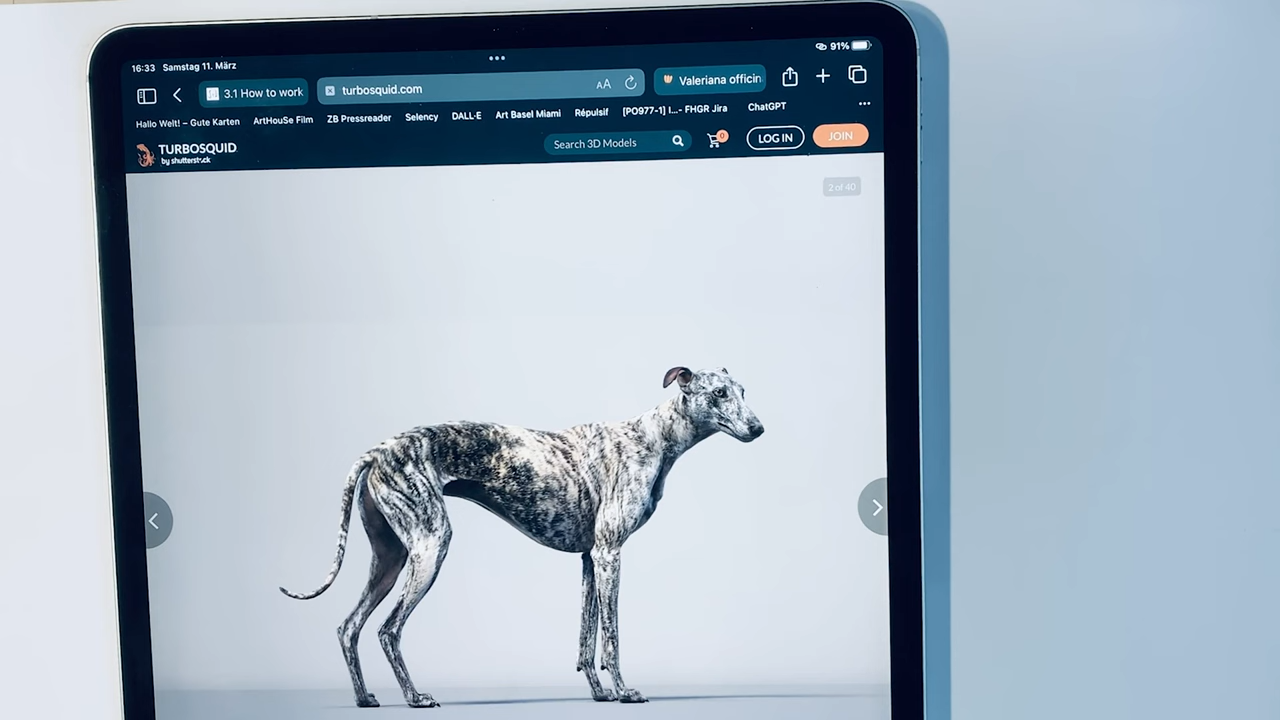 16:33 Samstag 11. März
91%
3.1 How to work
turbosquid.com
AA
Valeriana officin
Hallo Welt! – Gute Karten
ArtHouSe Film
ZB Pressreader
Selency
DALL·E
Art Basel Miami
Répulsif
[PO977-1] I...- FHGR Jira
ChatGPT
TURBOSQUID
by shutterstock
Search 3D Models
0
LOG IN
JOIN
2 of 40